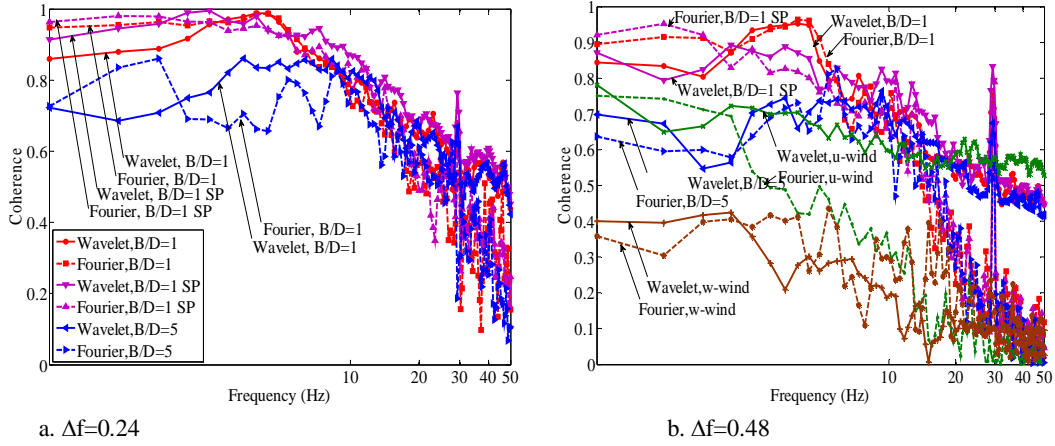 Coherence
1
0.8
0.6
0.4
0.2
0
Wavelet, B/D=1
Fourier, B/D=1
Wavelet, B/D=1 SP
Fourier, B/D=1 SP
Fourier, B/D=1
Wavelet, B/D=1
Wavelet,B/D=1
Fourier,B/D=1
Wavelet,B/D=1 SP
Fourier,B/D=1 SP
Wavelet,B/D=5
Fourier,B/D=5
10
20
30
40
50
Frequency (Hz)
a. Δf=0.24
Coherence
1
0.9
0.8
0.7
0.6
0.5
0.4
0.3
0.2
0.1
0
Fourier,B/D=1 SP
Wavelet,B/D=1
Fourier,B/D=1
Wavelet,B/D=1 SP
Wavelet,u-wind
Fourier,u-wind
Wavelet,B/D
Fourier,B/D=5
Wavelet,w-wind
Fourier,w-wind
10
20
30
40
50
Frequency (Hz)
b. Δf=0.48